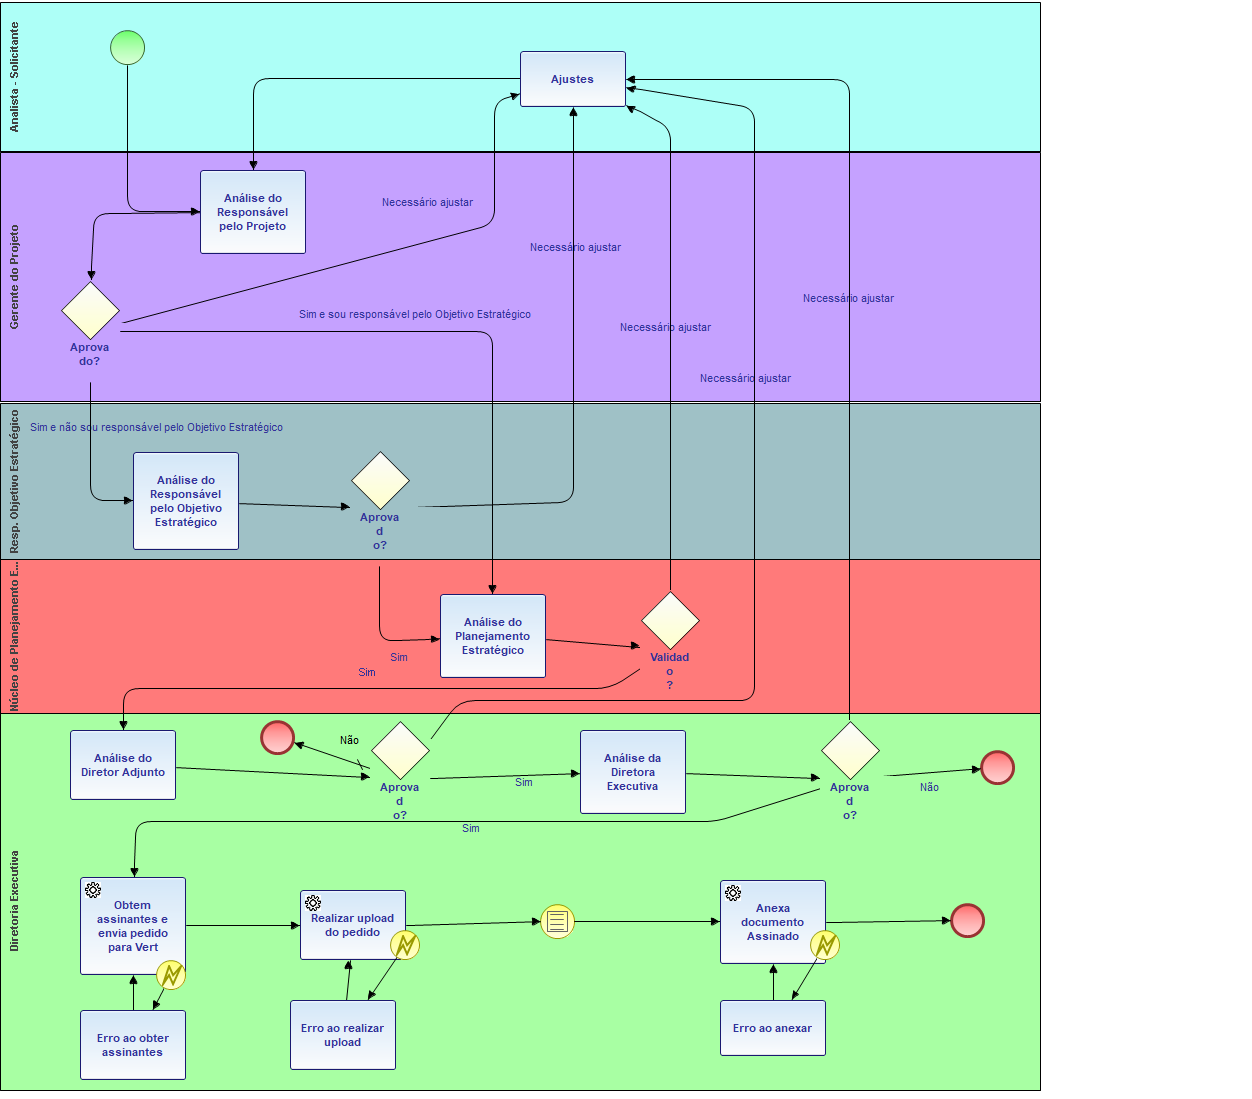 Analista - Solicitante
Ajustes
Gerente do Projeto
Análise do
Responsável
pelo Projeto
Necessário ajustar
Necessário ajustar
Necessário ajustar
Sim e sou responsável pelo Objetivo Estratégico
Necessário ajustar
Aprova
do?
Necessário ajustar
Resp. Objetivo Estratégico
Sim e não sou responsável pelo Objetivo Estratégico
Análise do
Responsável
pelo Objetivo
Estratégico
Aprova
d
o?
Núcleo de Planejamento E...
Análise do
Planejamento
Estratégico
Sim
Sim
Validad
o
?
Diretoria Executiva
Análise do
Diretor Adjunto
Não
Aprova
d
o?
Sim
Análise da
Diretora
Executiva
Aprova
d
o?
Não
Sim
Obtem
assinantes e
envia pedido
para Vert
Realizar upload
do pedido
Anexa
documento
Assinado
Erro ao obter
assinantes
Erro ao realizar
upload
Erro ao anexar